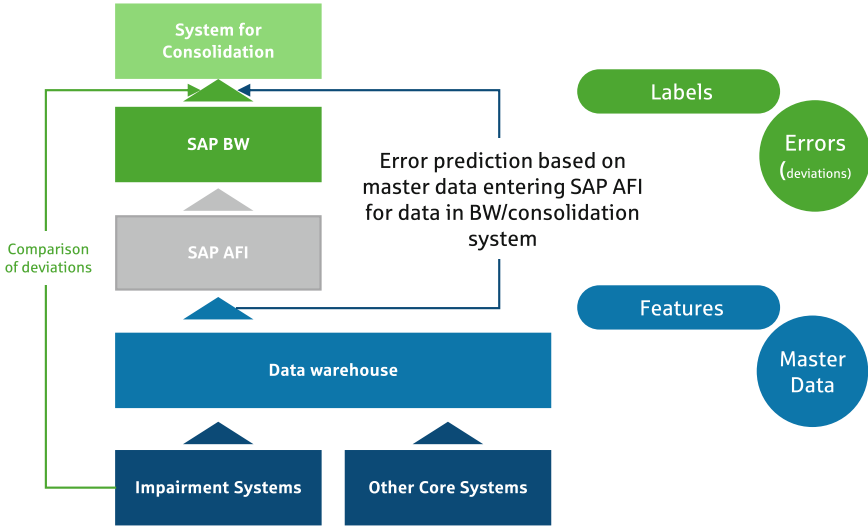 System for
Consolidation
SAP BW
SAP AFI
Comparison
of deviations
Data warehouse
Impairment Systems
Other Core Systems
Error prediction based on
master data entering SAP AFI
for data in BW/consolidation
system
Labels
Errors
(deviations)
Features
Master
Data